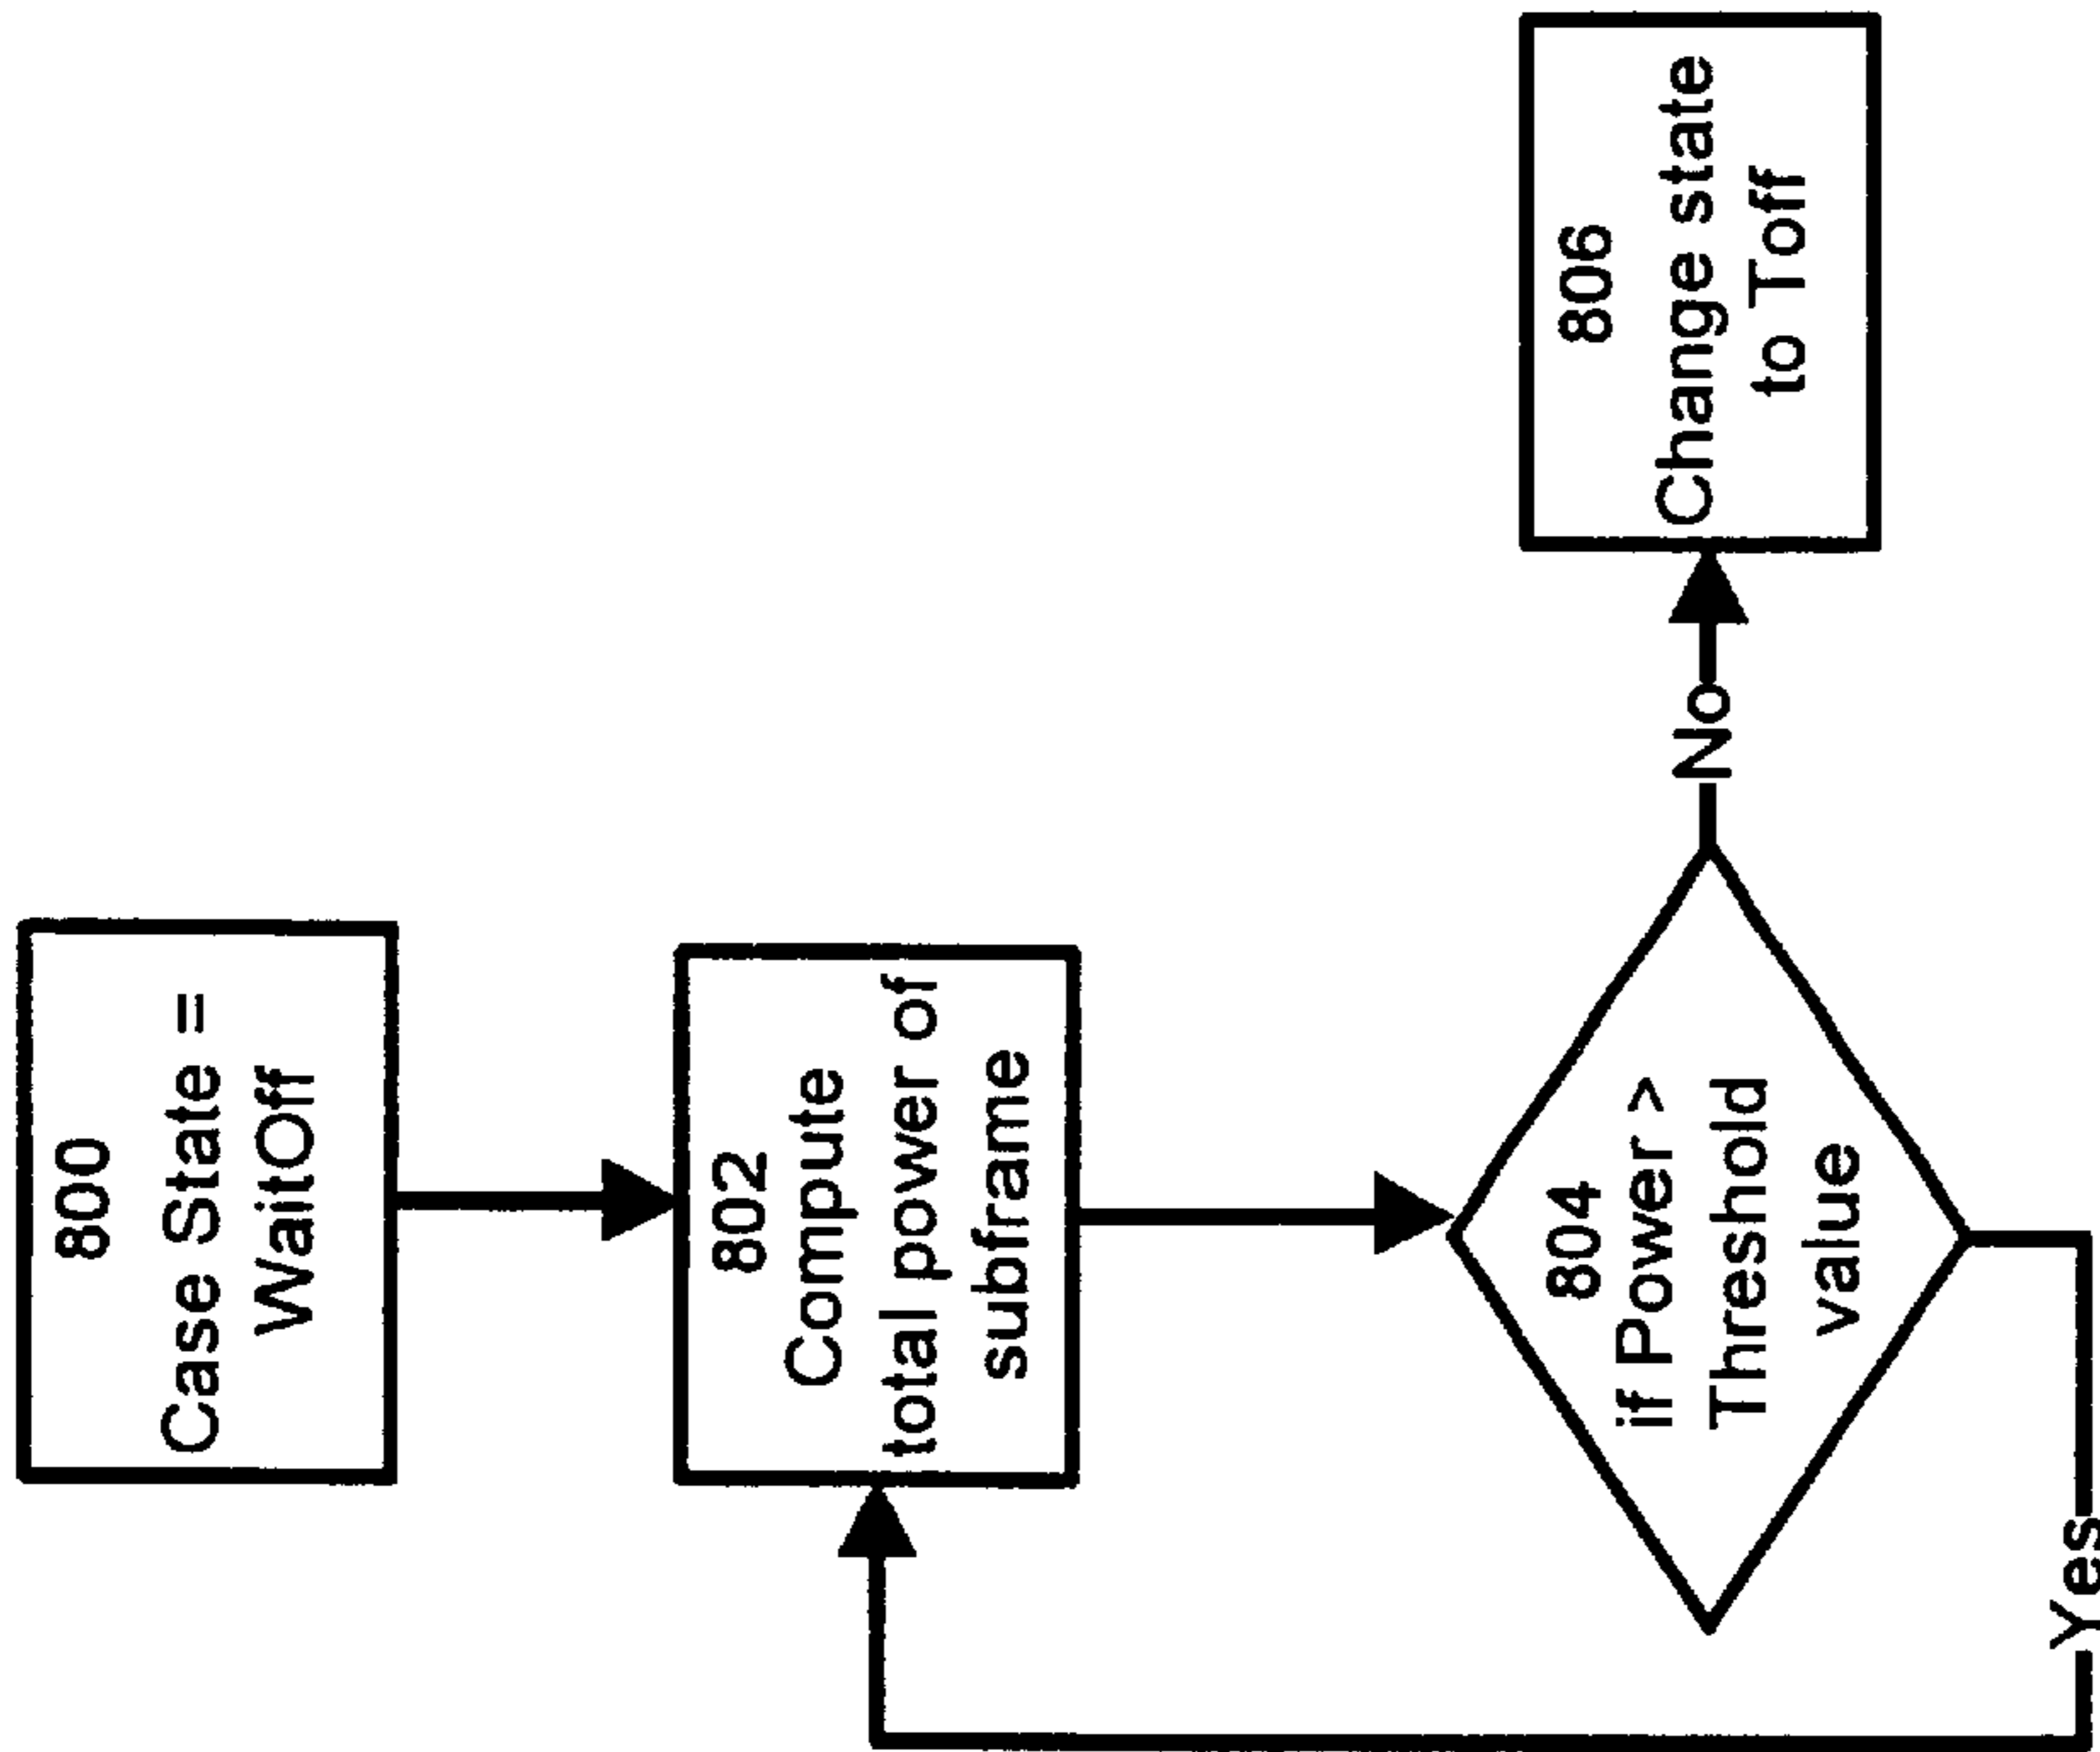 800
Case State =
WaitOff
802
Compute
total power of
subframe
804
if Power >
Threshold
value
No
806
Change state
to Toff
Yes